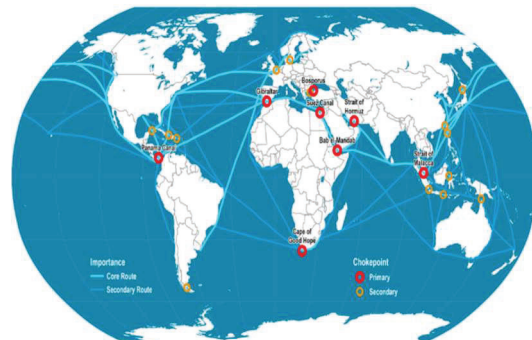 Bosporus
Gibraltar
Suez Canal
Strait of
Hormuz
Bab el-Mandab
Panama Canal
Strait of
Malacca
Cape of
Good Hope
Importance
Core Route
Secondary Route
Chokepoint
Primary
Secondary